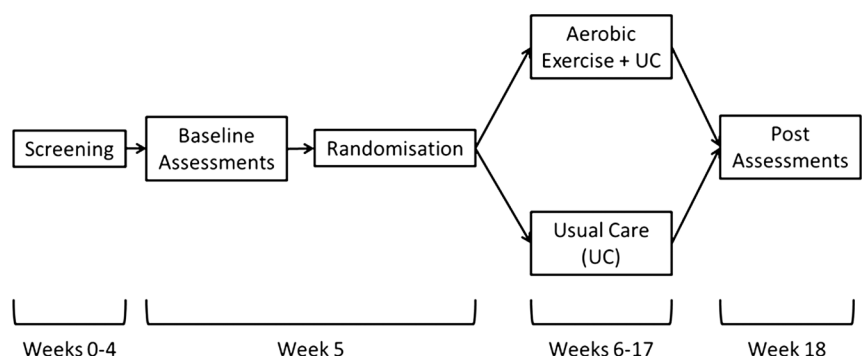 Screening
Baseline
Assessments
Randomisation
Aerobic
Exercise + UC
Usual Care
(UC)
Post
Assessments
Weeks 0-4
Week 5
Weeks 6-17
Week 18